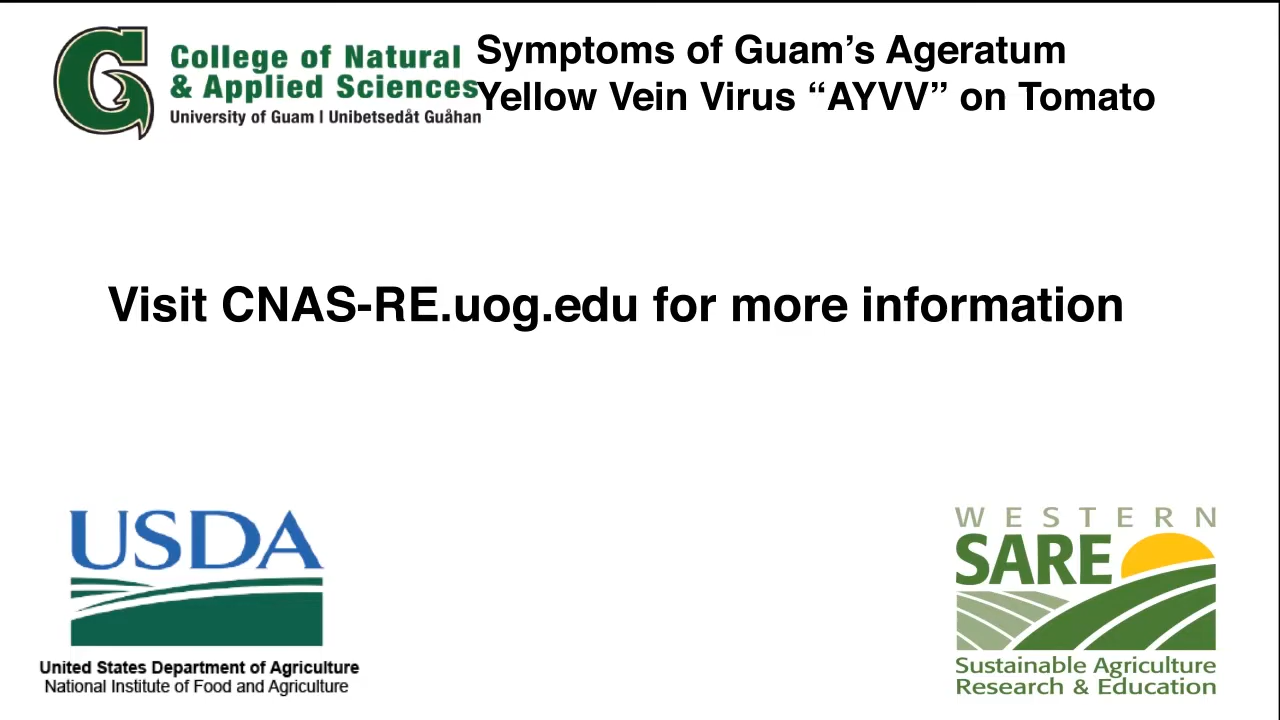 College of Natural
& Applied Sciences
University of Guam | Unibetsedåt Guåhan
Symptoms of Guam’s Ageratum
Yellow Vein Virus “AYVV” on Tomato
Visit CNAS-RE.uog.edu for more information
USDA
United States Department of Agriculture
National Institute of Food and Agriculture
WESTERN
SARE
Sustainable Agriculture
Research & Education